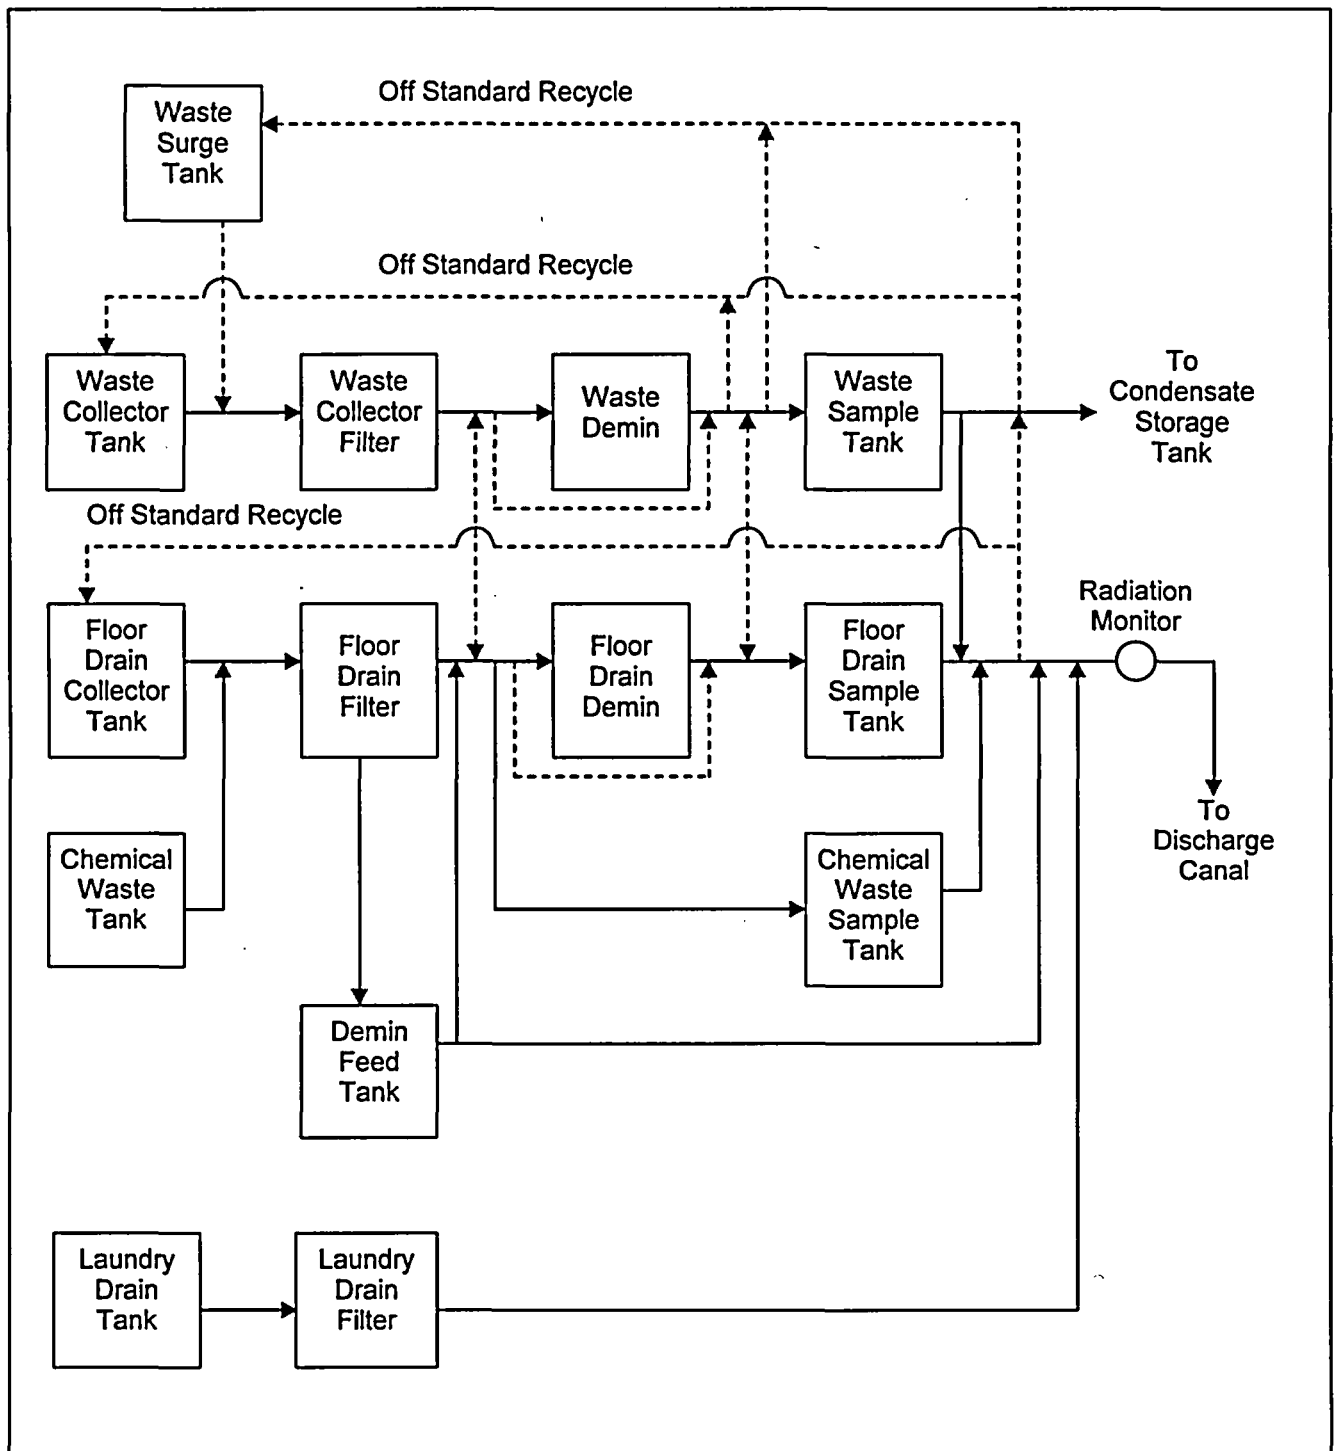 Off Standard Recycle
Waste
Surge
Tank
Off Standard Recycle
Waste
Collector
Tank
Waste
Collector
Filter
Waste
Demin
Waste
Sample
Tank
To
Condensate
Storage
Tank
Off Standard Recycle
Floor
Drain
Collector
Tank
Floor
Drain
Filter
Floor
Drain
Demin
Floor
Drain
Sample
Tank
Radiation
Monitor
To
Discharge
Canal
Chemical
Waste
Tank
Chemical
Waste
Sample
Tank
Demin
Feed
Tank
Laundry
Drain
Tank
Laundry
Drain
Filter